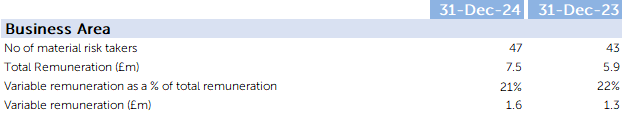 31-Dec-24 31-Dec-23
Business Area
No of material risk takers 47 43
Total Remuneration (£m) 7.5 5.9
Variable remuneration as a % of total remuneration 21% 22%
Variable remuneration (£m) 1.6 1.3